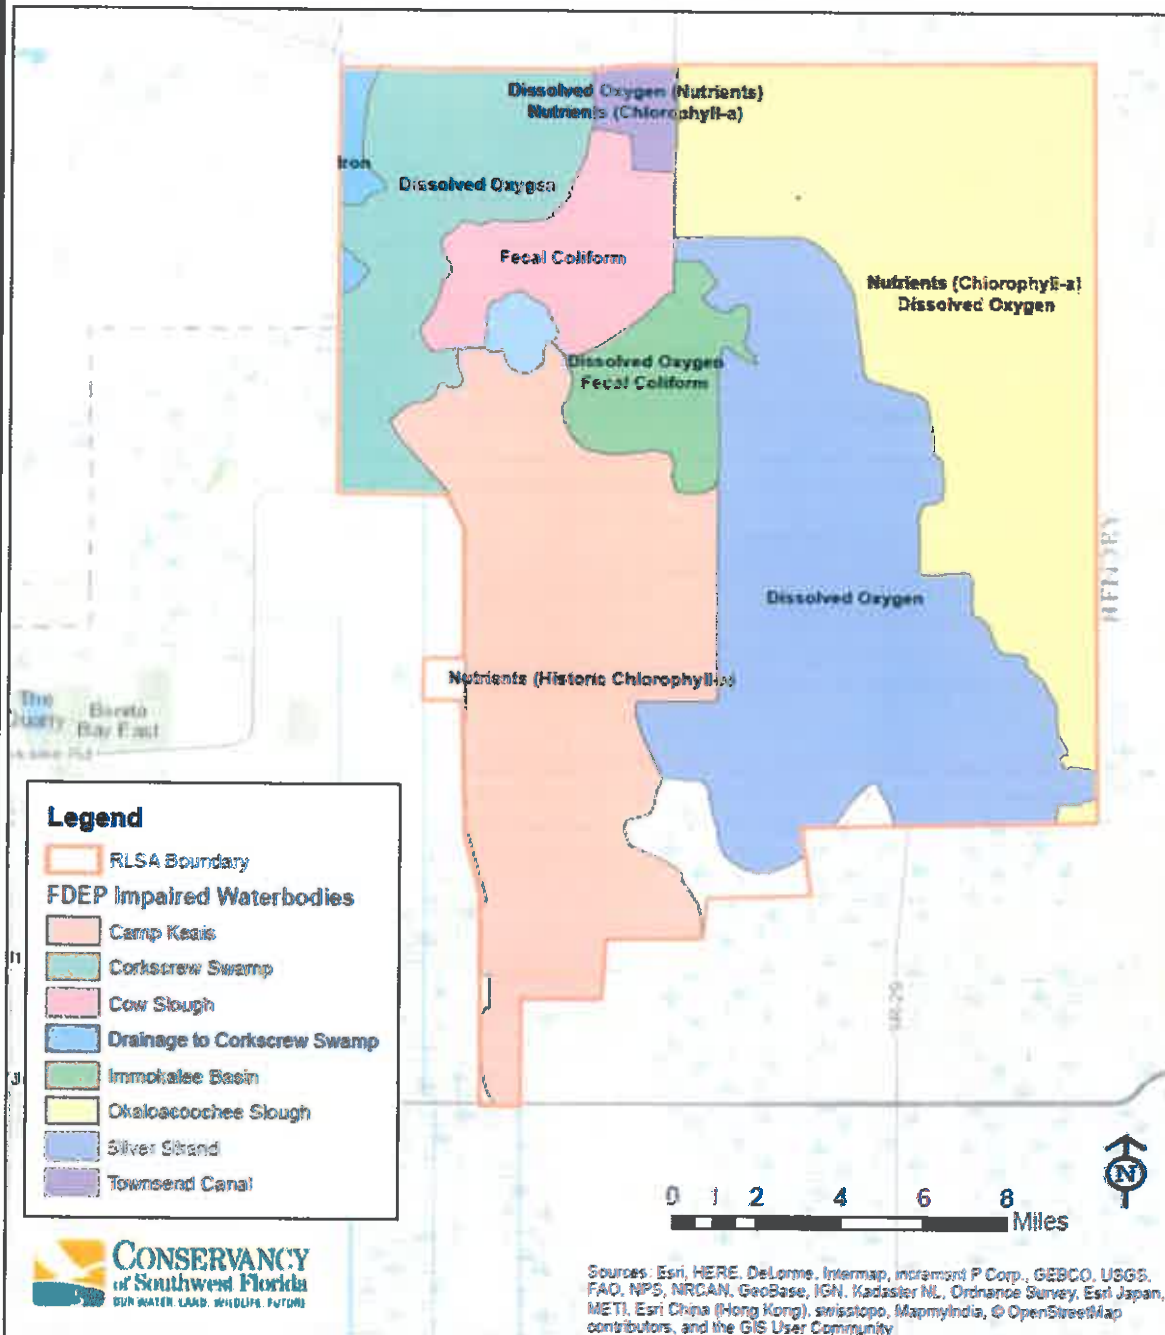 Dissolved Oxygen (Nutrients)
Nutrients (Chlorophyll-a)
Iron
Dissolved Oxygen
Fecal Coliform
Nutrients (Chlorophyll-a)
Dissolved Oxygen
Dissolved Oxygen
Fecal Coliform
Dissolved Oxygen
HENDRY
Nutrients (Historic Chlorophyll-a)
The
Quarry
Bonita
Bay East
Legend
RLSA Boundary
FDEP Impaired Waterbodies
Camp Keais
Corkscrew Swamp
Cow Slough
Drainage to Corkscrew Swamp
Immokalee Basin
Okaloacoochee Slough
Silver Strand
Townsend Canal
SR-29
N
0 1 2 4 6 8
Miles
CONSERVANCY
of Southwest Florida
OUR WATER, LAND, WILDLIFE, FUTURE
Sources: Esri, HERE, DeLorme, Intermap, increment P Corp., GEBCO, USGS,
FAO, NPS, NRCAN, GeoBase, IGN, Kadaster NL, Ordnance Survey, Esri Japan,
METI, Esri China (Hong Kong), swisstopo, MapmyIndia, © OpenStreetMap
contributors, and the GIS User Community